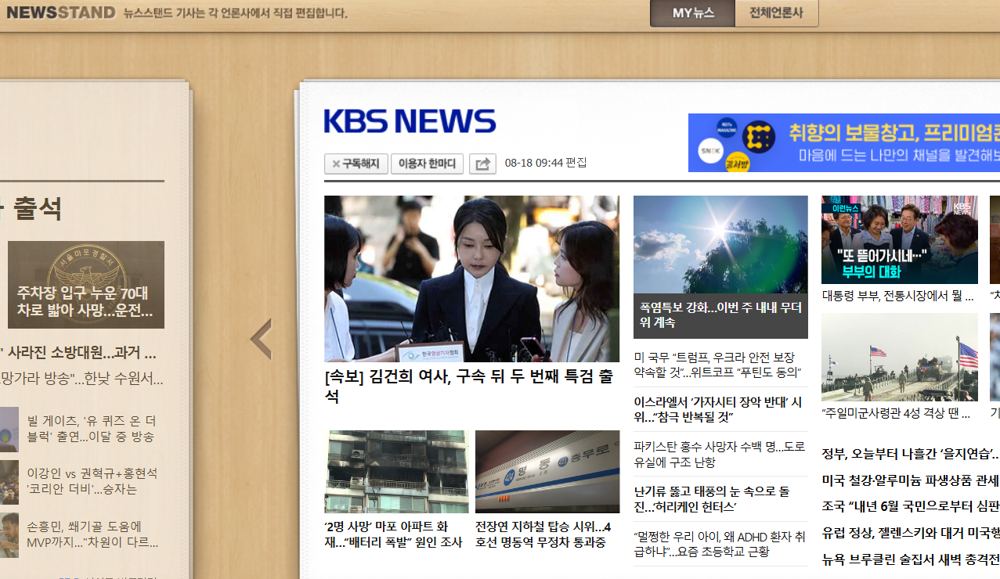 NEWSSTAND 뉴스스탠드 기사는 각 언론사에서 직접 편집합니다.
MY뉴스
전체언론사
출석
서울마포경찰서
주차장 입구 누운 70대
차로 밟아 사망...운전...
사라진 소방대원...과거 ...
망가라 방송"...한낮 수원서...
빌 게이츠, '유 퀴즈 온 더
블럭' 출연...이달 중 방송
이강인 vs 권혁규+홍현석
'코리안 더비'...승자는
손흥민, 쐐기골 도움에
MVP까지..."차원이 다르...
KBS NEWS
구독해지
이용자 한마디
08-18 09:44 편집
취향의 보물창고, 프리미엄
마음에 드는 나만의 채널을
한국영상기자협회
[속보] 김건희 여사, 구속 뒤 두 번째 특검 출
석
‘2명 사망’ 마포 아파트 화
재…“배터리 폭발” 원인 조사
명동
충무로
전장연 지하철 탑승 시위…4
호선 명동역 무정차 통과중
폭염특보 강화…이번 주 내내 무더
위 계속
미 국무 “트럼프, 우크라 안전 보장
약속할 것”…위트코프 “푸틴도 동의”
이스라엘서 ‘가자시티 장악 반대’ 시
위…“참극 반복될 것”
파키스탄 홍수 사망자 수백 명…도로
유실에 구조 난항
난기류 뚫고 태풍의 눈 속으로 돌
진…‘허리케인 헌터스’
“멀쩡한 우리 아이, 왜 ADHD 환자 취
급하냐”…요즘 초등학교 근황
이런뉴스
KBS NEWS
"또 뜯어가시네…"
부부의 대화
대통령 부부, 전통시장에서 뭘 ...
“주일미군사령관 4성 격상 땐 ...
정부, 오늘부터 나흘간 ‘을지연습’..
미국 철강·알루미늄 파생상품 관세
조국 “내년 6월 국민으로부터 심판
유럽 정상, 젤렌스키와 대거 미국행
뉴욕 브루클린 술집서 새벽 총격전